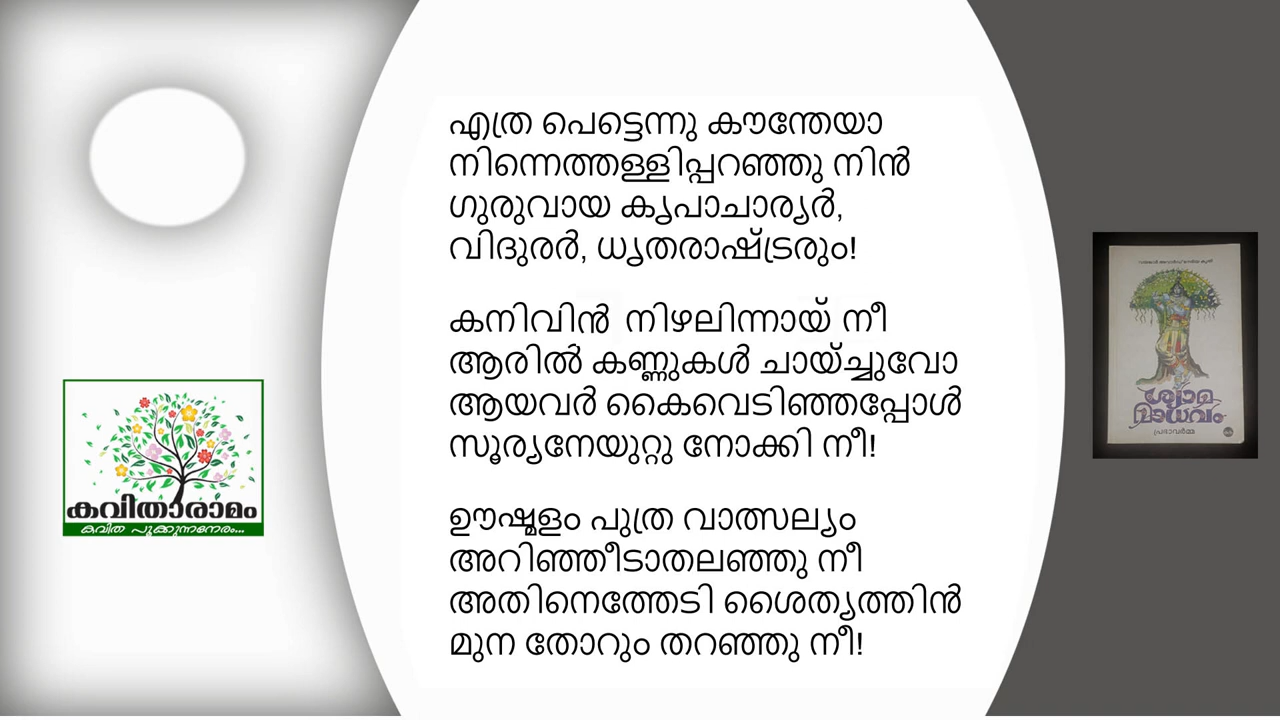 എത്ര പെട്ടെന്നു കൗന്തേയാ
നിന്നെത്തള്ളിപ്പറഞ്ഞു നിൻ
ഗുരുവായ കൃപാചാര്യർ,
വിദുരർ, ധൃതരാഷ്ട്രരും!
കനിവിൻ നിഴലിന്നായ് നീ
ആരിൽ കണ്ണുകൾ ചായ്ച്ചുവോ
ആയവർ കൈവെടിഞ്ഞപ്പോൾ
സൂര്യനേയുറ്റു നോക്കി നീ!
ഊഷ്മളം പുത്ര വാത്സല്യം
അറിഞ്ഞീടാതലഞ്ഞു നീ
അതിനെത്തേടി ശൈത്യത്തിൻ
മുന തോറും തറഞ്ഞു നീ!
കവിതാരാമം
കവിത പൂക്കുന്നനേരം...
ശ്യാമ
മാധവം
പ്രഭാവർമ്മ